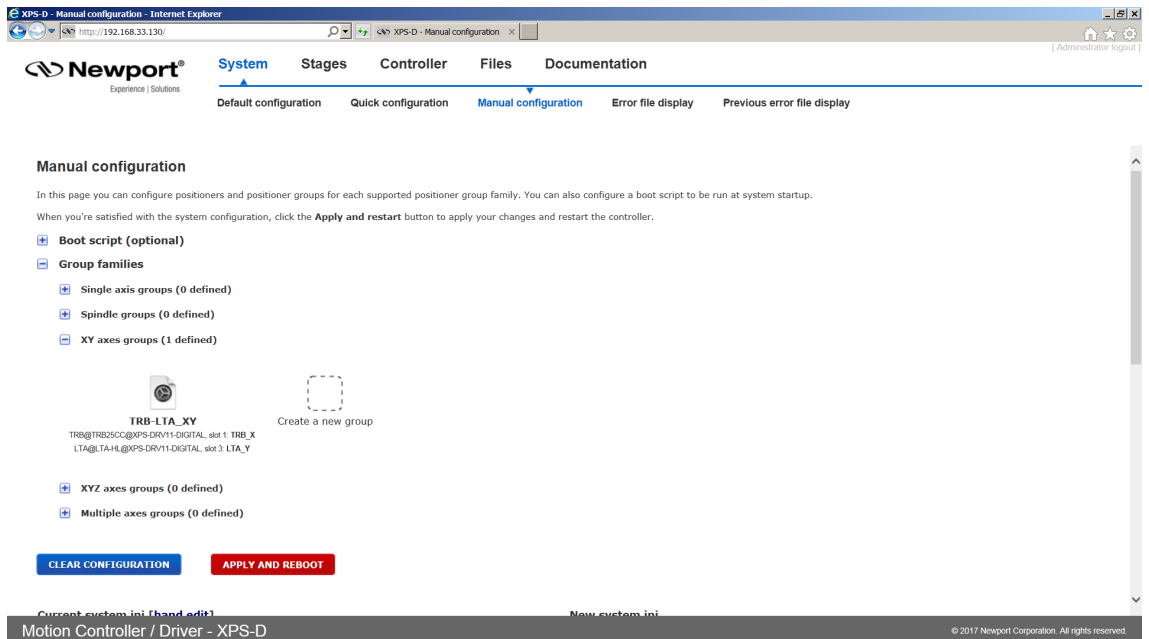 XPS-D - Manual configuration - Internet Explorer
http://192.168.33.130/
XPS-D - Manual configuration
[ Administrator logout ]
Newport®
Experience | Solutions
System Stages Controller Files Documentation
Default configuration Quick configuration Manual configuration Error file display Previous error file display
Manual configuration
In this page you can configure positioners and positioner groups for each supported positioner group family. You can also configure a boot script to be run at system startup.
When you're satisfied with the system configuration, click the Apply and restart button to apply your changes and restart the controller.
Boot script (optional)
Group families
Single axis groups (0 defined)
Spindle groups (0 defined)
XY axes groups (1 defined)
TRB-LTA_XY
TRB@TRB25CC@XPS-DRV11-DIGITAL, slot 1: TRB_X
LTA@LTA-HL@XPS-DRV11-DIGITAL, slot 3: LTA_Y
Create a new group
XYZ axes groups (0 defined)
Multiple axes groups (0 defined)
CLEAR CONFIGURATION APPLY AND REBOOT
Current system ini [hand edit] New system ini
Motion Controller / Driver - XPS-D
© 2017 Newport Corporation. All rights reserved.